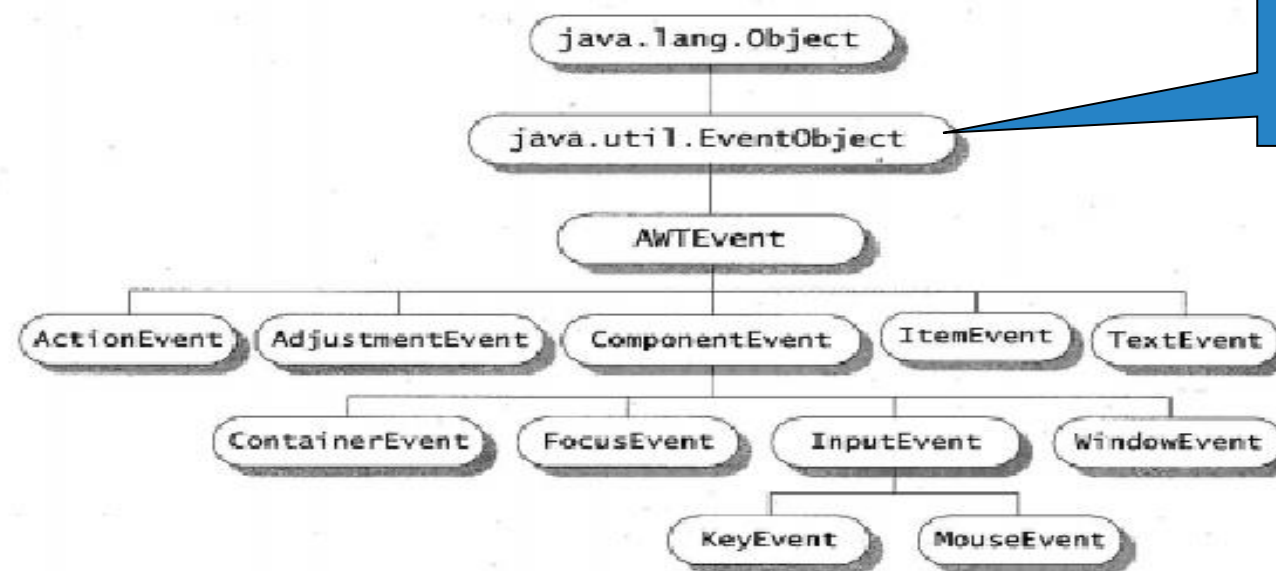 java.lang.Object
java.util.EventObject
AWTEvent
ActionEvent
AdjustmentEvent
ComponentEvent
ItemEvent
TextEvent
ContainerEvent
FocusEvent
InputEvent
WindowEvent
KeyEvent
MouseEvent